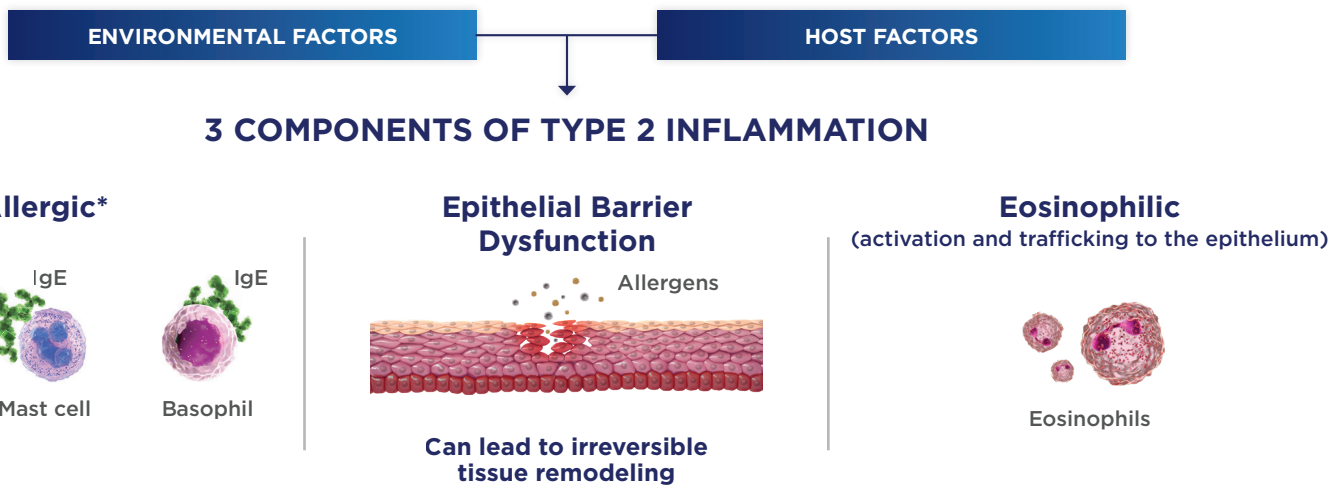 ENVIRONMENTAL FACTORS
HOST FACTORS
3 COMPONENTS OF TYPE 2 INFLAMMATION
llergic*
IgE
IgE
Mast cell
Basophil
Epithelial Barrier
Dysfunction
Allergens
Can lead to irreversible
tissue remodeling
Eosinophilic
(activation and trafficking to the epithelium)
Eosinophils